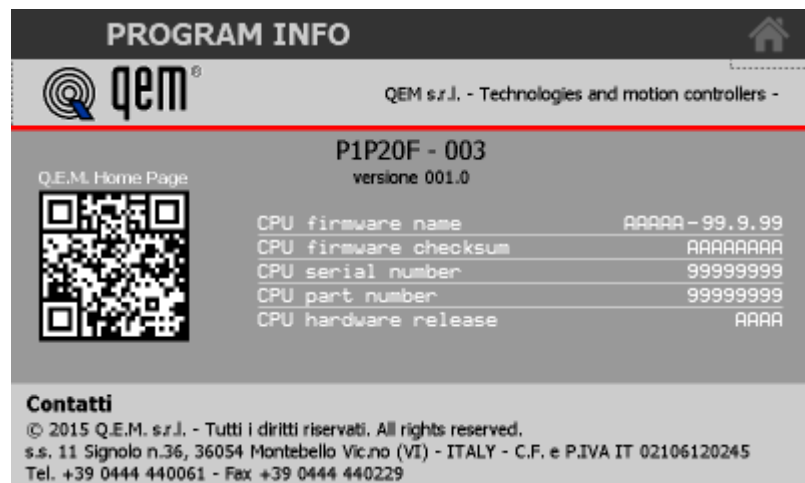 PROGRAM INFO
qem®
QEM s.r.l. - Technologies and motion controllers -
P1P20F - 003
versione 001.0
Q.E.M. Home Page
CPU firmware name AAAAA-99.9.99
CPU firmware checksum AAAAAAAA
CPU serial number 99999999
CPU part number 99999999
CPU hardware release AAAA
Contatti
© 2015 Q.E.M. s.r.l. - Tutti i diritti riservati. All rights reserved.
s.s. 11 Signolo n.36, 36054 Montebello Vic.no (VI) - ITALY - C.F. e P.IVA IT 02106120245
Tel. +39 0444 440061 - Fax +39 0444 440229